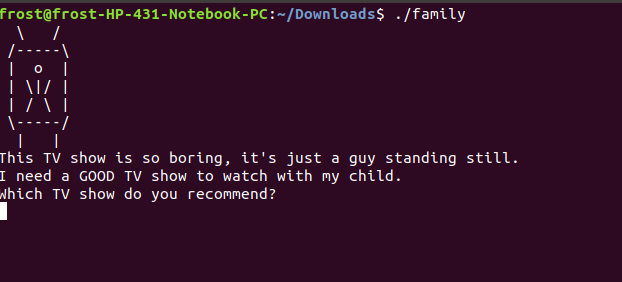 frost@frost-HP-431-Notebook-PC:~/Downloads$ ./family
  \   /
 /-----\
 |  o  |
 | \|/ |
 | / \ |
 \-----/
  |   |
This TV show is so boring, it's just a guy standing still.
I need a GOOD TV show to watch with my child.
Which TV show do you recommend?